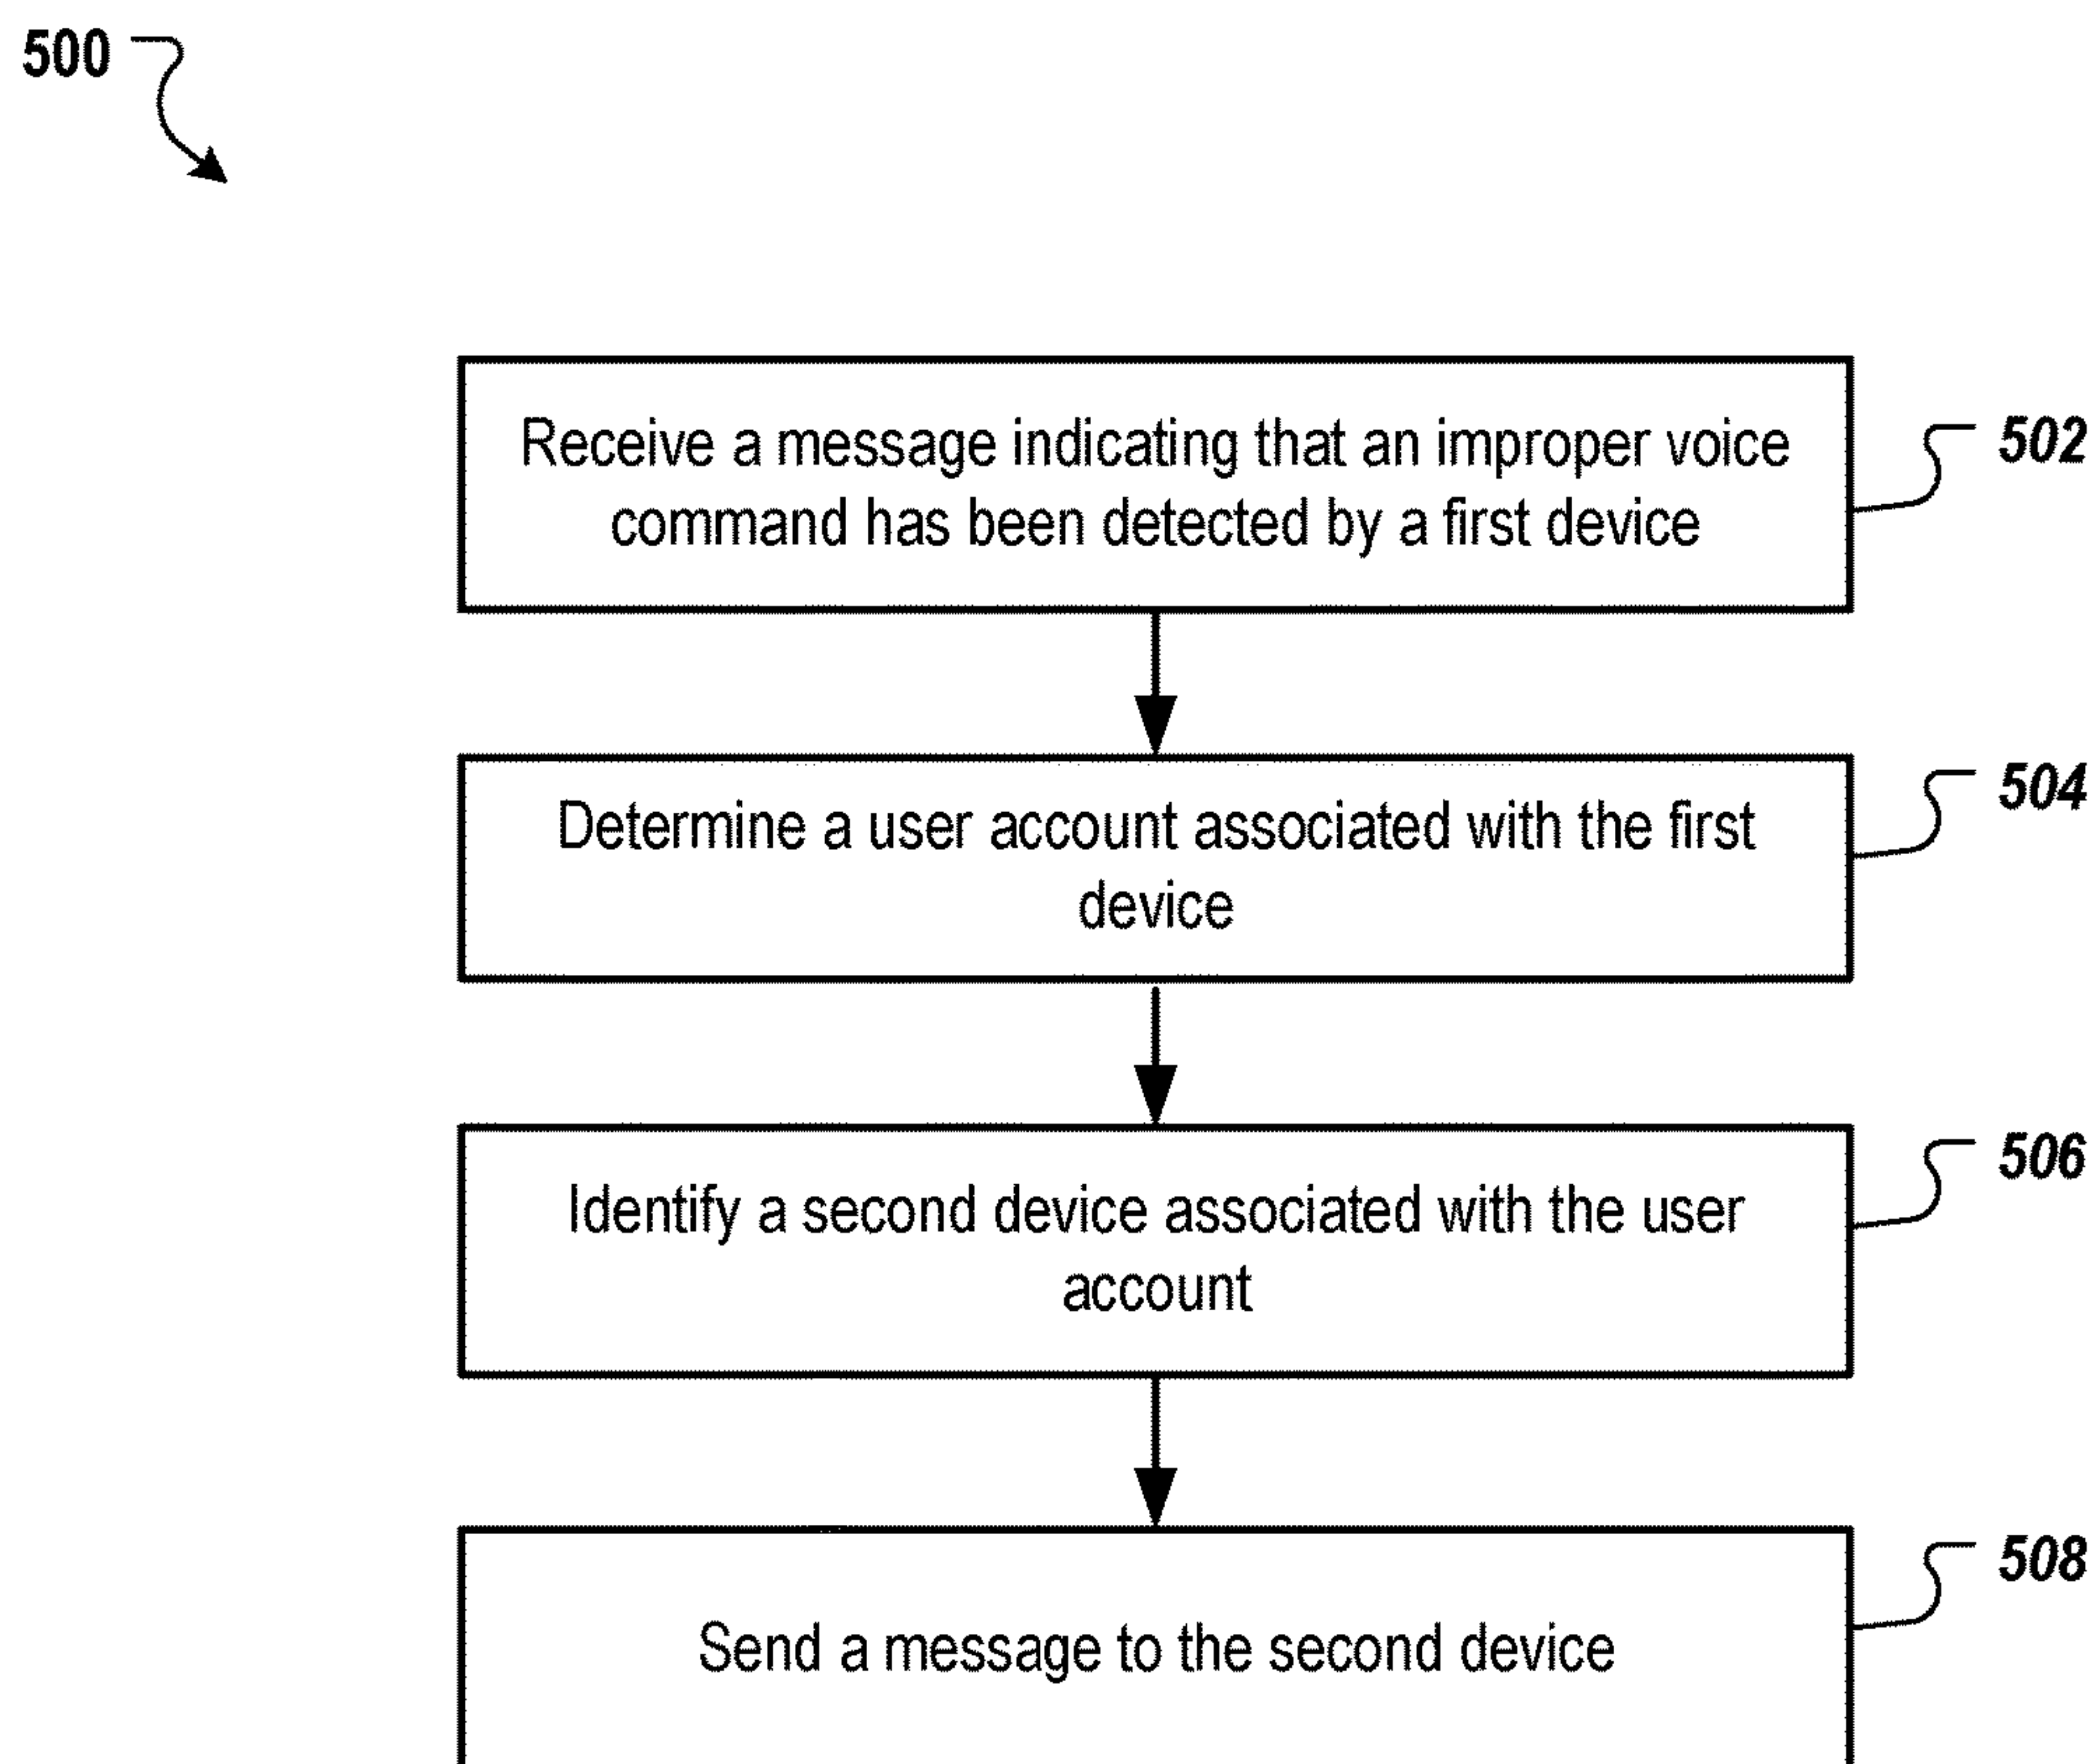 500
Receive a message indicating that an improper voice
command has been detected by a first device
502
Determine a user account associated with the first
device
504
Identify a second device associated with the user
account
506
Send a message to the second device
508